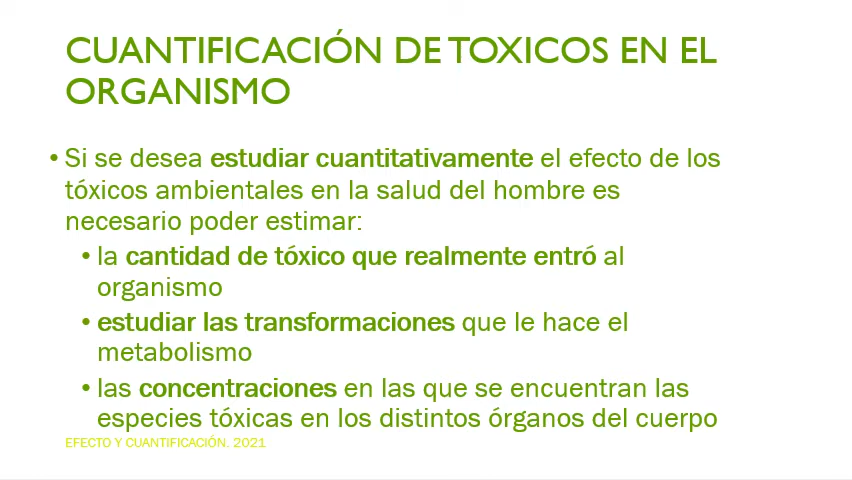 CUANTIFICACIÓN DE TOXICOS EN EL
ORGANISMO
• Si se desea estudiar cuantitativamente el efecto de los
tóxicos ambientales en la salud del hombre es
necesario poder estimar:
• la cantidad de tóxico que realmente entró al
organismo
• estudiar las transformaciones que le hace el
metabolismo
• las concentraciones en las que se encuentran las
especies tóxicas en los distintos órganos del cuerpo
EFECTO Y CUANTIFICACIÓN. 2021